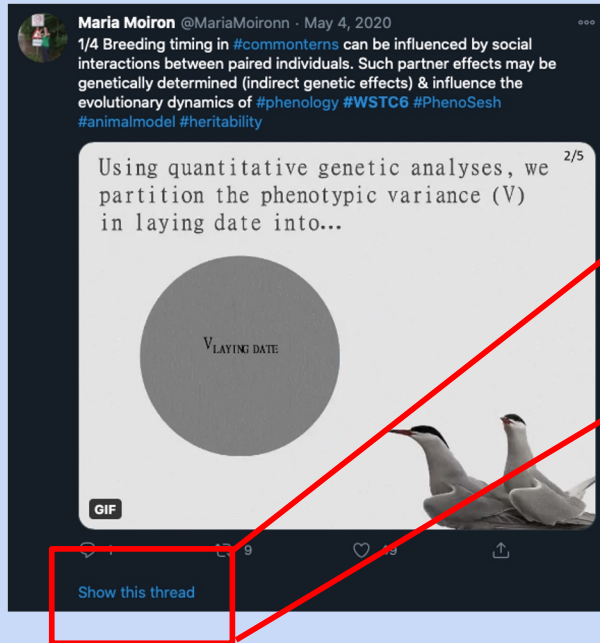 Maria Moiron @MariaMoironn · May 4, 2020
1/4 Breeding timing in #commonterns can be influenced by social
interactions between paired individuals. Such partner effects may be
genetically determined (indirect genetic effects) & influence the
evolutionary dynamics of #phenology #WSTC6 #PhenoSesh
#animalmodel #heritability
2/5
Using quantitative genetic analyses, we
partition the phenotypic variance (V)
in laying date into...
VLAYING DATE
GIF
9
Show this thread